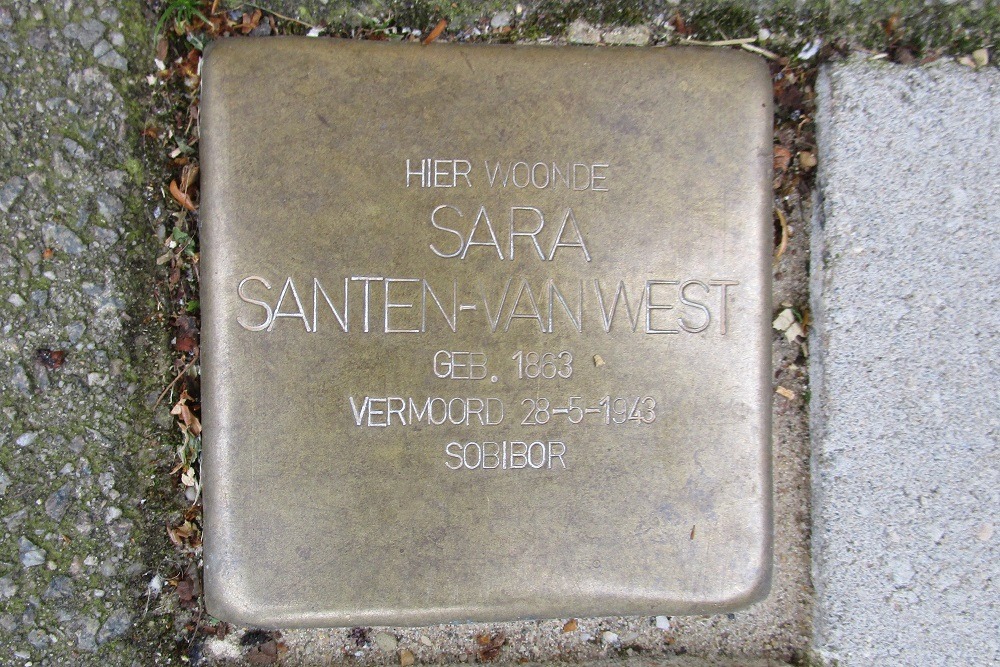 HIER WOONDE
SARA
SANTEN-VAN WEST
GEB. 1863
VERMOORD 28-5-1943
SOBIBOR